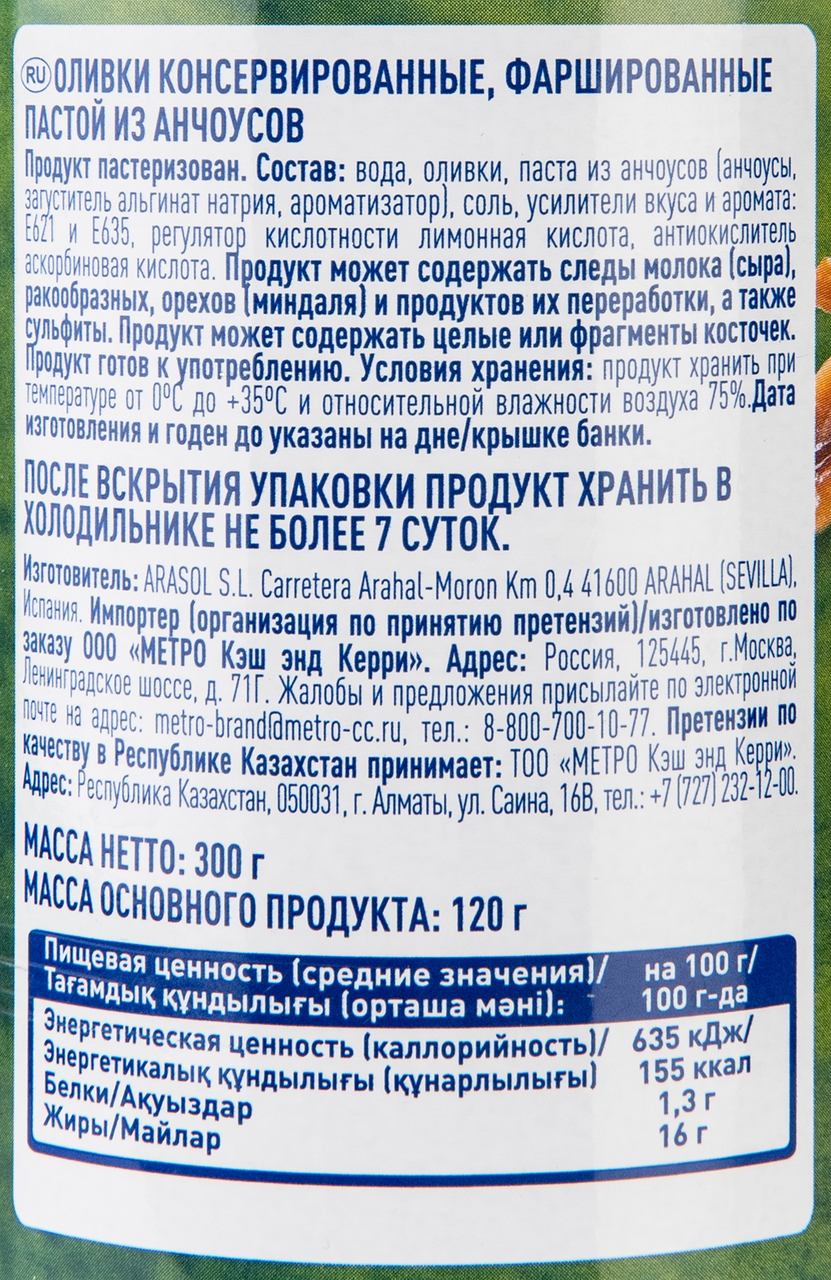 RU ОЛИВКИ КОНСЕРВИРОВАННЫЕ, ФАРШИРОВАННЫЕ
ПАСТОЙ ИЗ АНЧОУСОВ
Продукт пастеризован. Состав: вода, оливки, паста из анчоусов (анчоусы,
загуститель альгинат натрия, ароматизатор), соль, усилители вкуса и аромата:
Е621 и Е635, регулятор кислотности лимонная кислота, антиокислитель
аскорбиновая кислота. Продукт может содержать следы молока (сыра),
ракообразных, орехов (миндаля) и продуктов их переработки, а также
сульфиты. Продукт может содержать целые или фрагменты косточек.
Продукт готов к употреблению. Условия хранения: продукт хранить при
температуре от 0ºС до +35ºС и относительной влажности воздуха 75%.Дата
изготовления и годен до указаны на дне/крышке банки.
ПОСЛЕ ВСКРЫТИЯ УПАКОВКИ ПРОДУКТ ХРАНИТЬ В
ХОЛОДИЛЬНИКЕ НЕ БОЛЕЕ 7 СУТОК.
Изготовитель: ARASOL S.L. Carretera Arahal-Moron Km 0,4 41600 ARAHAL (SEVILLA),
Испания. Импортер (организация по принятию претензий)/изготовлено по
заказу ООО «МЕТРО Кэш энд Керри». Адрес: Россия, 125445, г.Москва,
Ленинградское шоссе, д. 71Г. Жалобы и предложения присылайте по электронной
почте на адрес: metro-brand@metro-cc.ru, тел.: 8-800-700-10-77. Претензии по
качеству в Республике Казахстан принимает: ТОО «МЕТРО Кэш энд Керри».
Адрес: Республика Казахстан, 050031, г. Алматы, ул. Саина, 16В, тел.: +7 (727) 232-12-00.
МАССА НЕТТО: 300 г
МАССА ОСНОВНОГО ПРОДУКТА: 120 г
Пищевая ценность (средние значения)/ на 100 г/
Тағамдық құндылығы (орташа мәні): 100 г-да
Энергетическая ценность (каллорийность)/ 635 кДж/
Энергетикалық құндылығы (құнарлылығы) 155 ккал
Белки/Ақуыздар 1,3 г
Жиры/Майлар 16 г